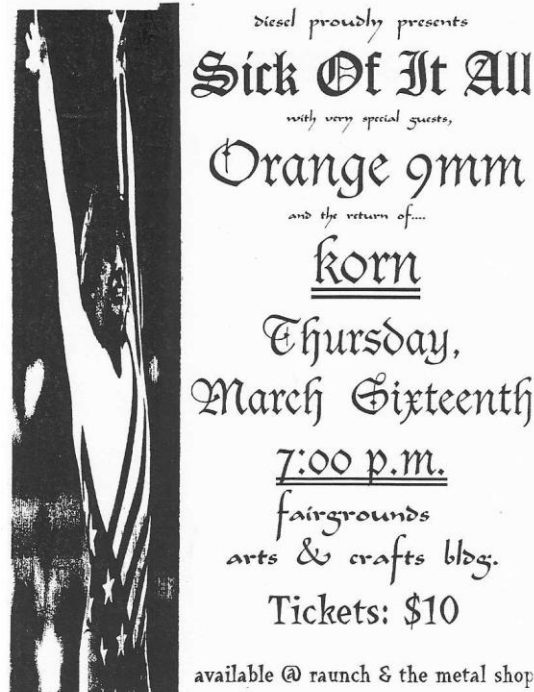 diesel proudly presents
Sick Of It All
with very special guests,
Orange 9mm
and the return of....
korn
Thursday,
March Sixteenth
7:00 p.m.
fairgrounds
arts & crafts bldg.
Tickets: $10
available @ raunch & the metal shop